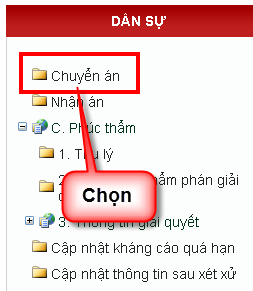 DÂN SỰ
Chuyển án
Nhận án
C. Phúc thẩm
1. Thụ lý
2. phán giải
3. Thông tin giải quyết
Chọn
Cập nhật kháng cáo quá hạn
Cập nhật thông tin sau xét xử